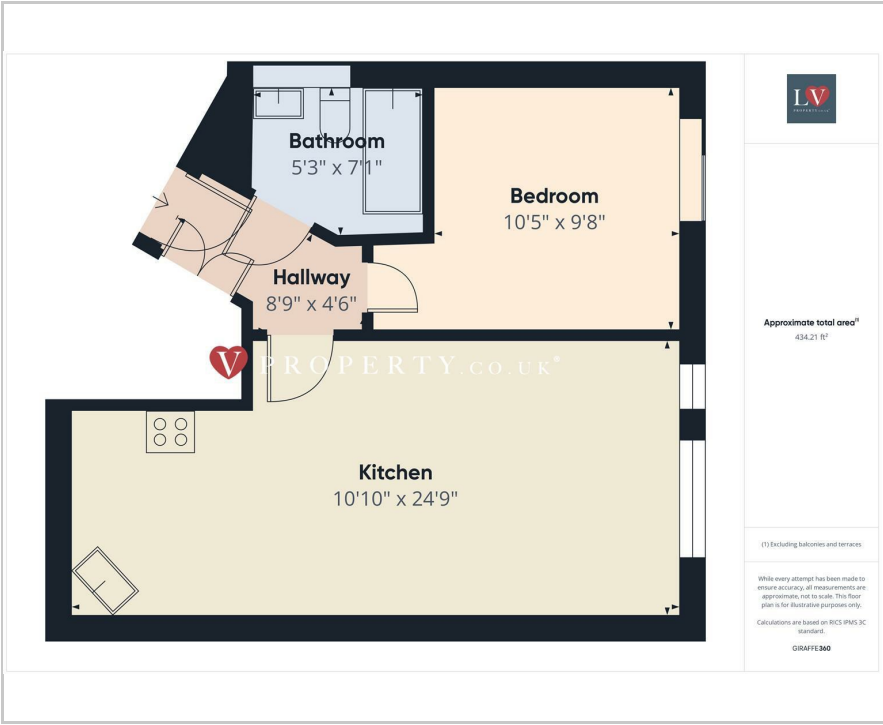 Bathroom
5'3" x 7'1"
Bedroom
10'5" x 9'8"
Hallway
8'9" x 4'6"
V PROPERTY.CO.UK®
Kitchen
10'10" x 24'9"
LV
PROPERTY.CO.UK
Approximate total area⁽¹⁾
434.21 ft²
(1) Excluding balconies and terraces
While every attempt has been made to
ensure accuracy, all measurements are
approximate, not to scale. This floor
plan is for illustrative purposes only.
Calculations are based on RICS IPMS 3C
standard.
GIRAFFE360